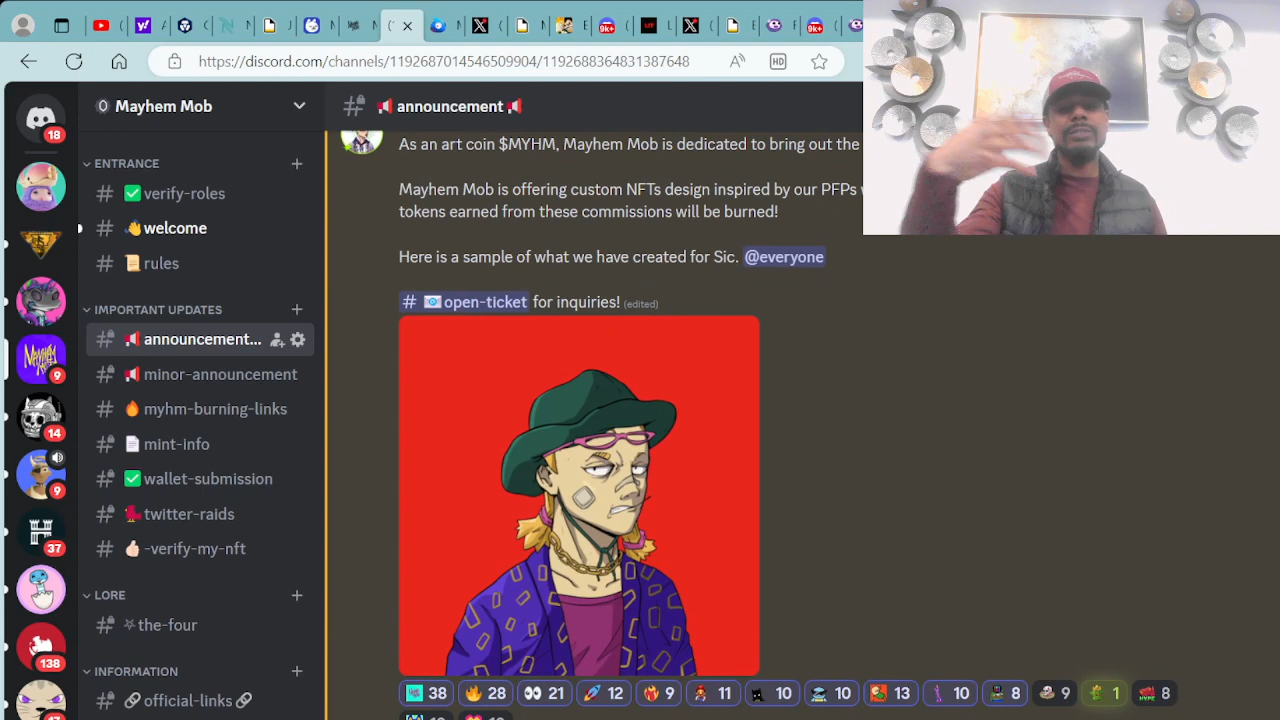 https://discord.com/channels/1192687014546509904/1192688364831387648
Mayhem Mob
announcement
ENTRANCE
verify-roles
welcome
rules
IMPORTANT UPDATES
announcement...
minor-announcement
myhm-burning-links
mint-info
wallet-submission
twitter-raids
-verify-my-nft
LORE
the-four
INFORMATION
official-links
18
9
14
9
37
138
As an art coin $MYHM, Mayhem Mob is dedicated to bring out the
Mayhem Mob is offering custom NFTs design inspired by our PFPs
tokens earned from these commissions will be burned!
Here is a sample of what we have created for Sic. @everyone
# open-ticket for inquiries! (edited)
38 28 21 12 9 11 10 10 13 10 8 9 1 8